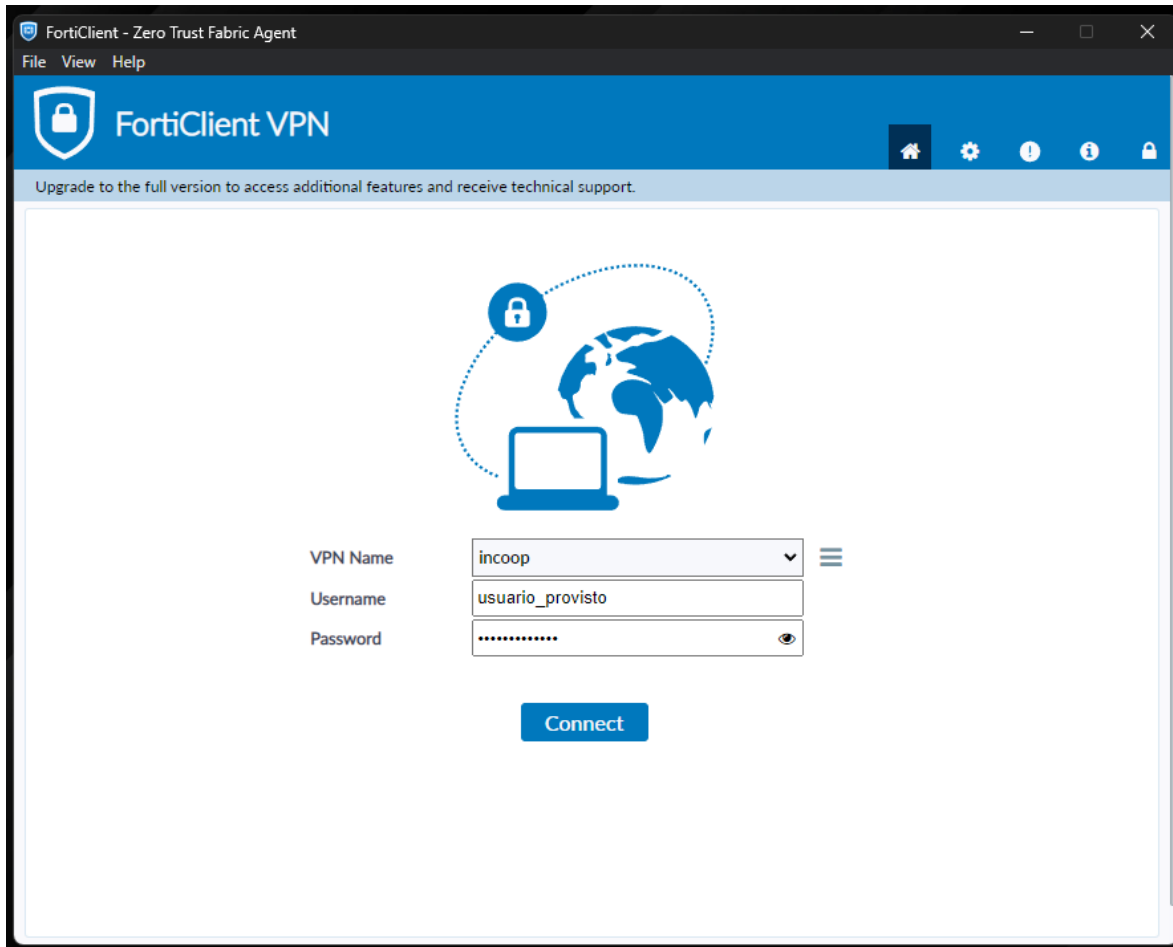 FortiClient - Zero Trust Fabric Agent
File View Help
FortiClient VPN
Upgrade to the full version to access additional features and receive technical support.
VPN Name incoop
Username usuario_provisto
Password •••••••••••••
Connect